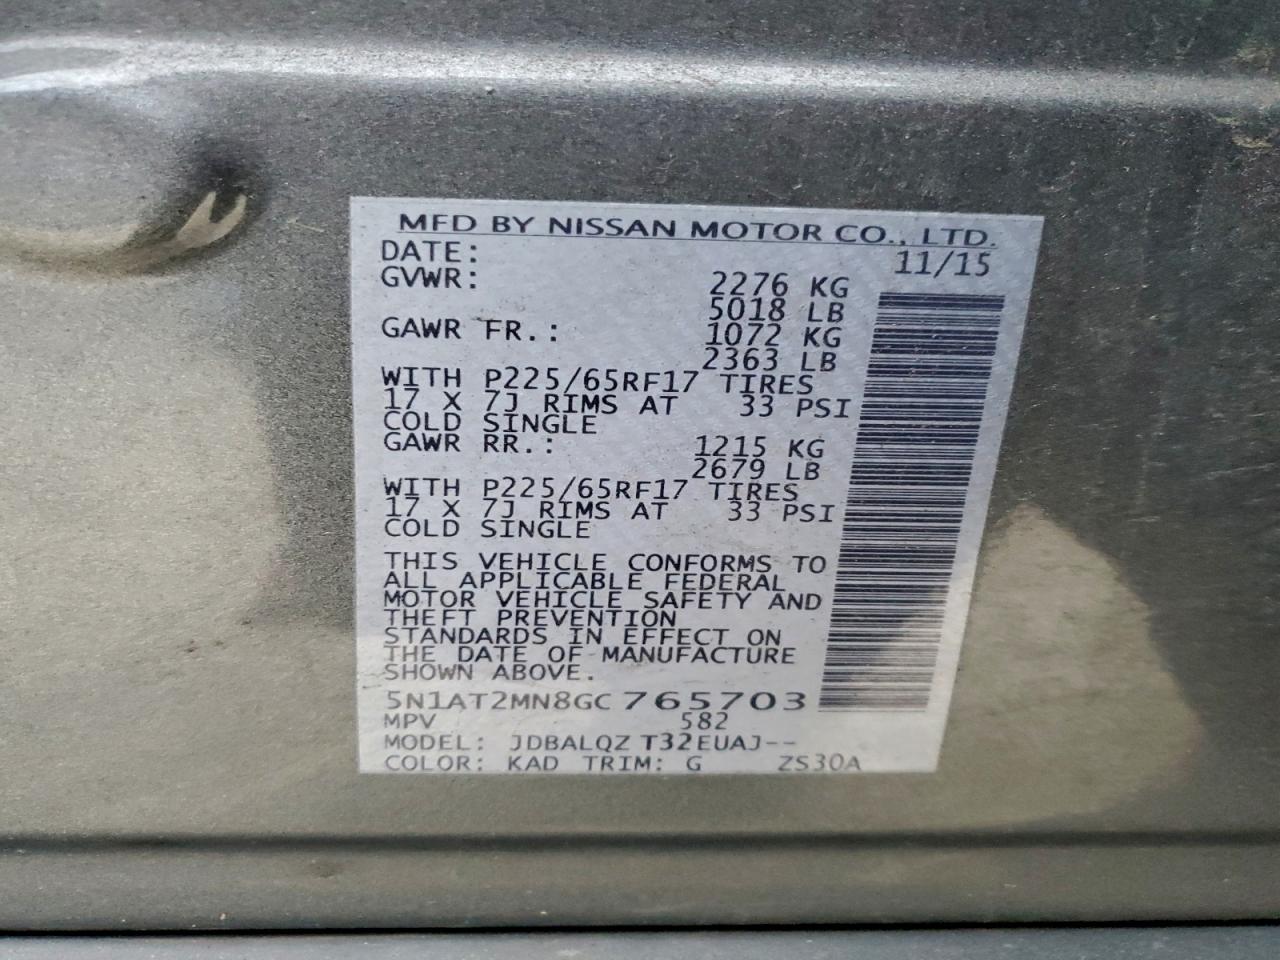 MFD BY NISSAN MOTOR CO., LTD.
DATE: 11/15
GVWR: 2276 KG
5018 LB
GAWR FR.: 1072 KG
2363 LB
WITH P225/65RF17 TIRES
17 X 7J RIMS AT 33 PSI
COLD SINGLE
GAWR RR.: 1215 KG
2679 LB
WITH P225/65RF17 TIRES
17 X 7J RIMS AT 33 PSI
COLD SINGLE
THIS VEHICLE CONFORMS TO
ALL APPLICABLE FEDERAL
MOTOR VEHICLE SAFETY AND
THEFT PREVENTION
STANDARDS IN EFFECT ON
THE DATE OF MANUFACTURE
SHOWN ABOVE.
5N1AT2MN8GC765703
MPV 582
MODEL: JDBALQZ T32EUAJ--
COLOR: KAD TRIM: G ZS30A